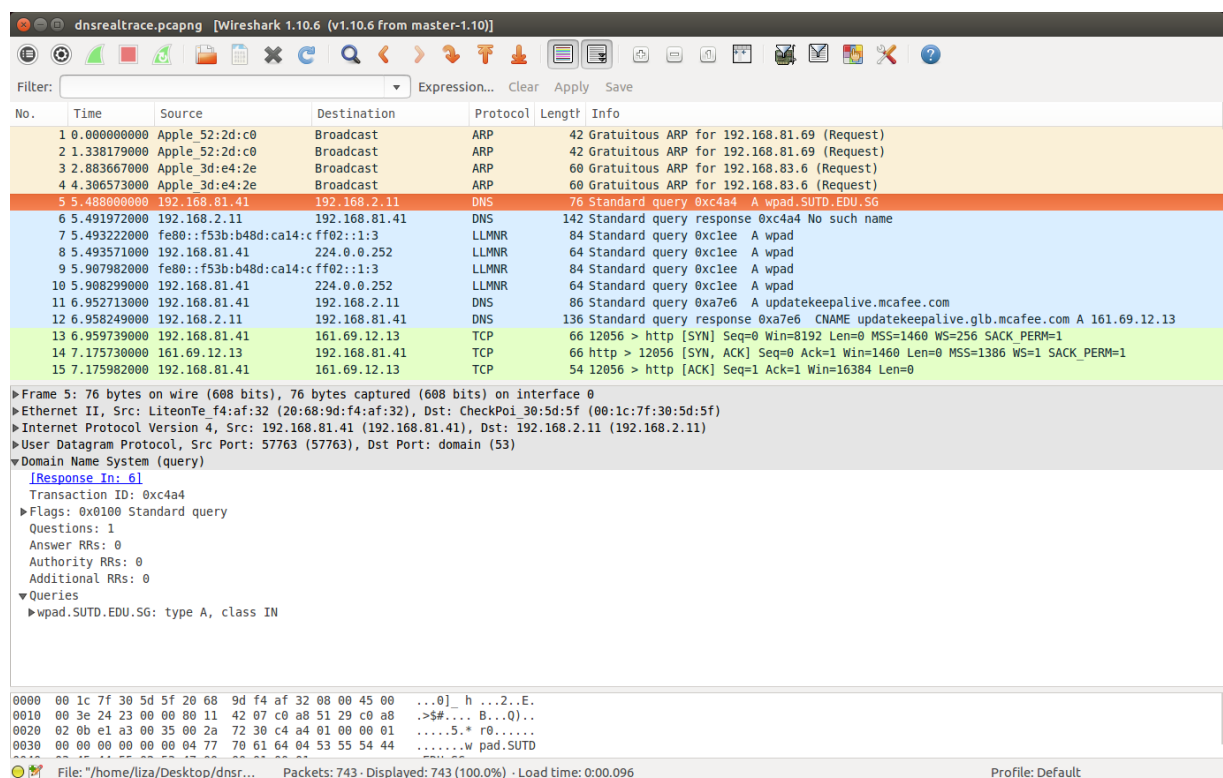 dnsrealtrace.pcapng [Wireshark 1.10.6 (v1.10.6 from master-1.10)]
Filter: Expression... Clear Apply Save
No. Time Source Destination Protocol Length Info
1 0.000000000 Apple_52:2d:c0 Broadcast ARP 42 Gratuitous ARP for 192.168.81.69 (Request)
2 1.338179000 Apple_52:2d:c0 Broadcast ARP 42 Gratuitous ARP for 192.168.81.69 (Request)
3 2.883667000 Apple_3d:e4:2e Broadcast ARP 60 Gratuitous ARP for 192.168.83.6 (Request)
4 4.306573000 Apple_3d:e4:2e Broadcast ARP 60 Gratuitous ARP for 192.168.83.6 (Request)
5 5.488000000 192.168.81.41 192.168.2.11 DNS 76 Standard query 0xc4a4 A wpad.SUTD.EDU.SG
6 5.491972000 192.168.2.11 192.168.81.41 DNS 142 Standard query response 0xc4a4 No such name
7 5.493222000 fe80::f53b:b48d:ca14:c ff02::1:3 LLMNR 84 Standard query 0xc1ee A wpad
8 5.493571000 192.168.81.41 224.0.0.252 LLMNR 64 Standard query 0xc1ee A wpad
9 5.907982000 fe80::f53b:b48d:ca14:c ff02::1:3 LLMNR 84 Standard query 0xc1ee A wpad
10 5.908299000 192.168.81.41 224.0.0.252 LLMNR 64 Standard query 0xc1ee A wpad
11 6.952713000 192.168.81.41 192.168.2.11 DNS 86 Standard query 0xa7e6 A updatekeepalive.mcafee.com
12 6.958249000 192.168.2.11 192.168.81.41 DNS 136 Standard query response 0xa7e6 CNAME updatekeepalive.glb.mcafee.com A 161.69.12.13
13 6.959739000 192.168.81.41 161.69.12.13 TCP 66 12056 > http [SYN] Seq=0 Win=8192 Len=0 MSS=1460 WS=256 SACK_PERM=1
14 7.175730000 161.69.12.13 192.168.81.41 TCP 66 http > 12056 [SYN, ACK] Seq=0 Ack=1 Win=1460 Len=0 MSS=1386 WS=1 SACK_PERM=1
15 7.175982000 192.168.81.41 161.69.12.13 TCP 54 12056 > http [ACK] Seq=1 Ack=1 Win=16384 Len=0
Frame 5: 76 bytes on wire (608 bits), 76 bytes captured (608 bits) on interface 0
Ethernet II, Src: LiteonTe_f4:af:32 (20:68:9d:f4:af:32), Dst: CheckPoi_30:5d:5f (00:1c:7f:30:5d:5f)
Internet Protocol Version 4, Src: 192.168.81.41 (192.168.81.41), Dst: 192.168.2.11 (192.168.2.11)
User Datagram Protocol, Src Port: 57763 (57763), Dst Port: domain (53)
Domain Name System (query)
[Response In: 6]
Transaction ID: 0xc4a4
Flags: 0x0100 Standard query
Questions: 1
Answer RRs: 0
Authority RRs: 0
Additional RRs: 0
Queries
wpad.SUTD.EDU.SG: type A, class IN
0000 00 1c 7f 30 5d 5f 20 68 9d f4 af 32 08 00 45 00 ...0]_ h ...2..E.
0010 00 3e 24 23 00 00 80 11 42 07 c0 a8 51 29 c0 a8 .>$#.... B...Q)..
0020 02 0b e1 a3 00 35 00 2a 72 30 c4 a4 01 00 00 01 .....5.* r0......
0030 00 00 00 00 00 00 04 77 70 61 64 04 53 55 54 44 .......w pad.SUTD
File: "/home/liza/Desktop/dnsr... Packets: 743 · Displayed: 743 (100.0%) · Load time: 0:00.096 Profile: Default